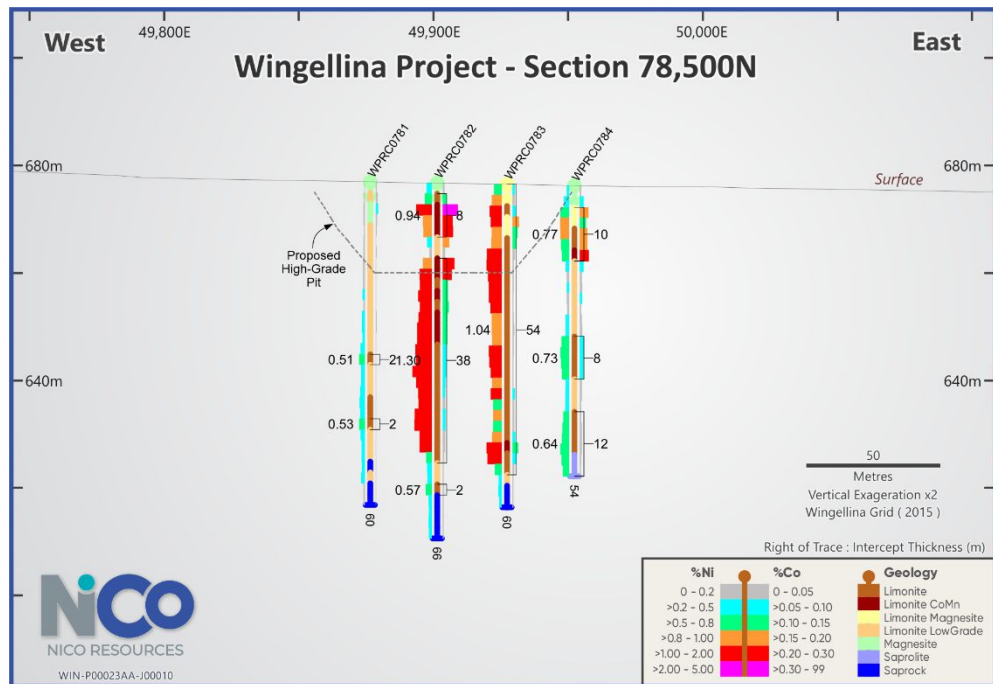 49,800E
49,900E
50,000E
West
East
Wingellina Project - Section 78,500N
WPRC0781
WPRC0782
WPRC0783
WPRC0784
680m
680m
Surface
0.94
8
0.77
10
Proposed
High-Grade
Pit
1.04
54
0.51
2
1.30
38
0.73
8
640m
640m
0.53
2
0.64
12
0.57
2
54
60
60
66
50
Metres
Vertical Exageration x2
Wingellina Grid ( 2015 )
Right of Trace : Intercept Thickness (m)
%Ni
%Co
Geology
0 - 0.2
0 - 0.05
Limonite
>0.2 - 0.5
>0.05 - 0.10
Limonite CoMn
>0.5 - 0.8
>0.10 - 0.15
Limonite Magnesite
>0.8 - 1.00
>0.15 - 0.20
Limonite LowGrade
>1.00 - 2.00
>0.20 - 0.30
Magnesite
>2.00 - 5.00
>0.30 - 99
Saprolite
Saprock
NiCo
NICO RESOURCES
WIN-P00023AA-J00010